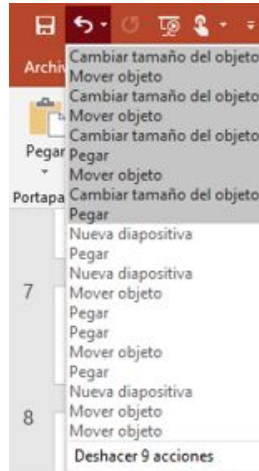 Archi
Cambiar tamaño del objeto
Mover objeto
Cambiar tamaño del objeto
Mover objeto
Cambiar tamaño del objeto
Pegar
Pegar
Mover objeto
Portapa
Cambiar tamaño del objeto
Pegar
Nueva diapositiva
Pegar
Nueva diapositiva
7
Mover objeto
Pegar
Pegar
Mover objeto
Pegar
Nueva diapositiva
8
Mover objeto
Mover objeto
Deshacer 9 acciones